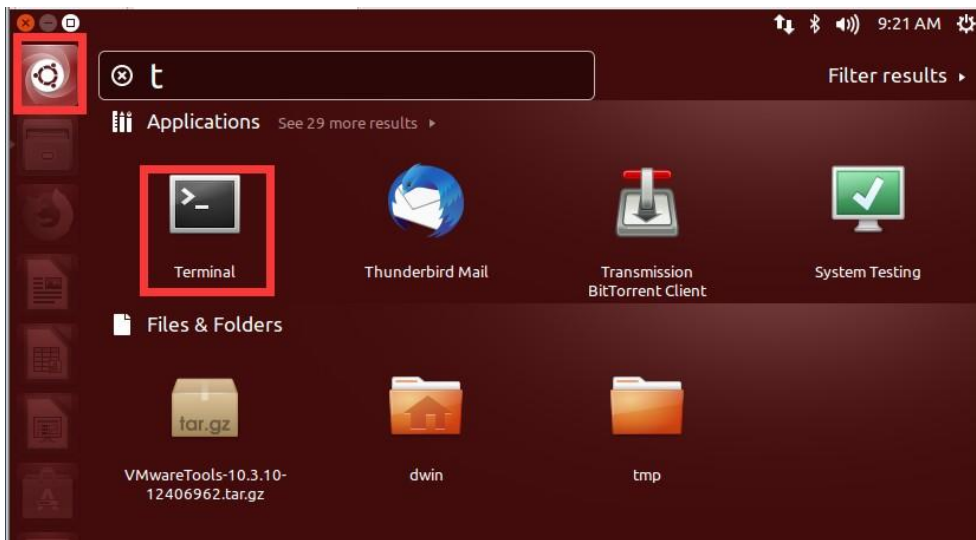 9:21 AM
t
Filter results
Applications See 29 more results
>_
Terminal
Thunderbird Mail
Transmission
BitTorrent Client
System Testing
Files & Folders
tar.gz
VMwareTools-10.3.10-
12406962.tar.gz
dwin
tmp